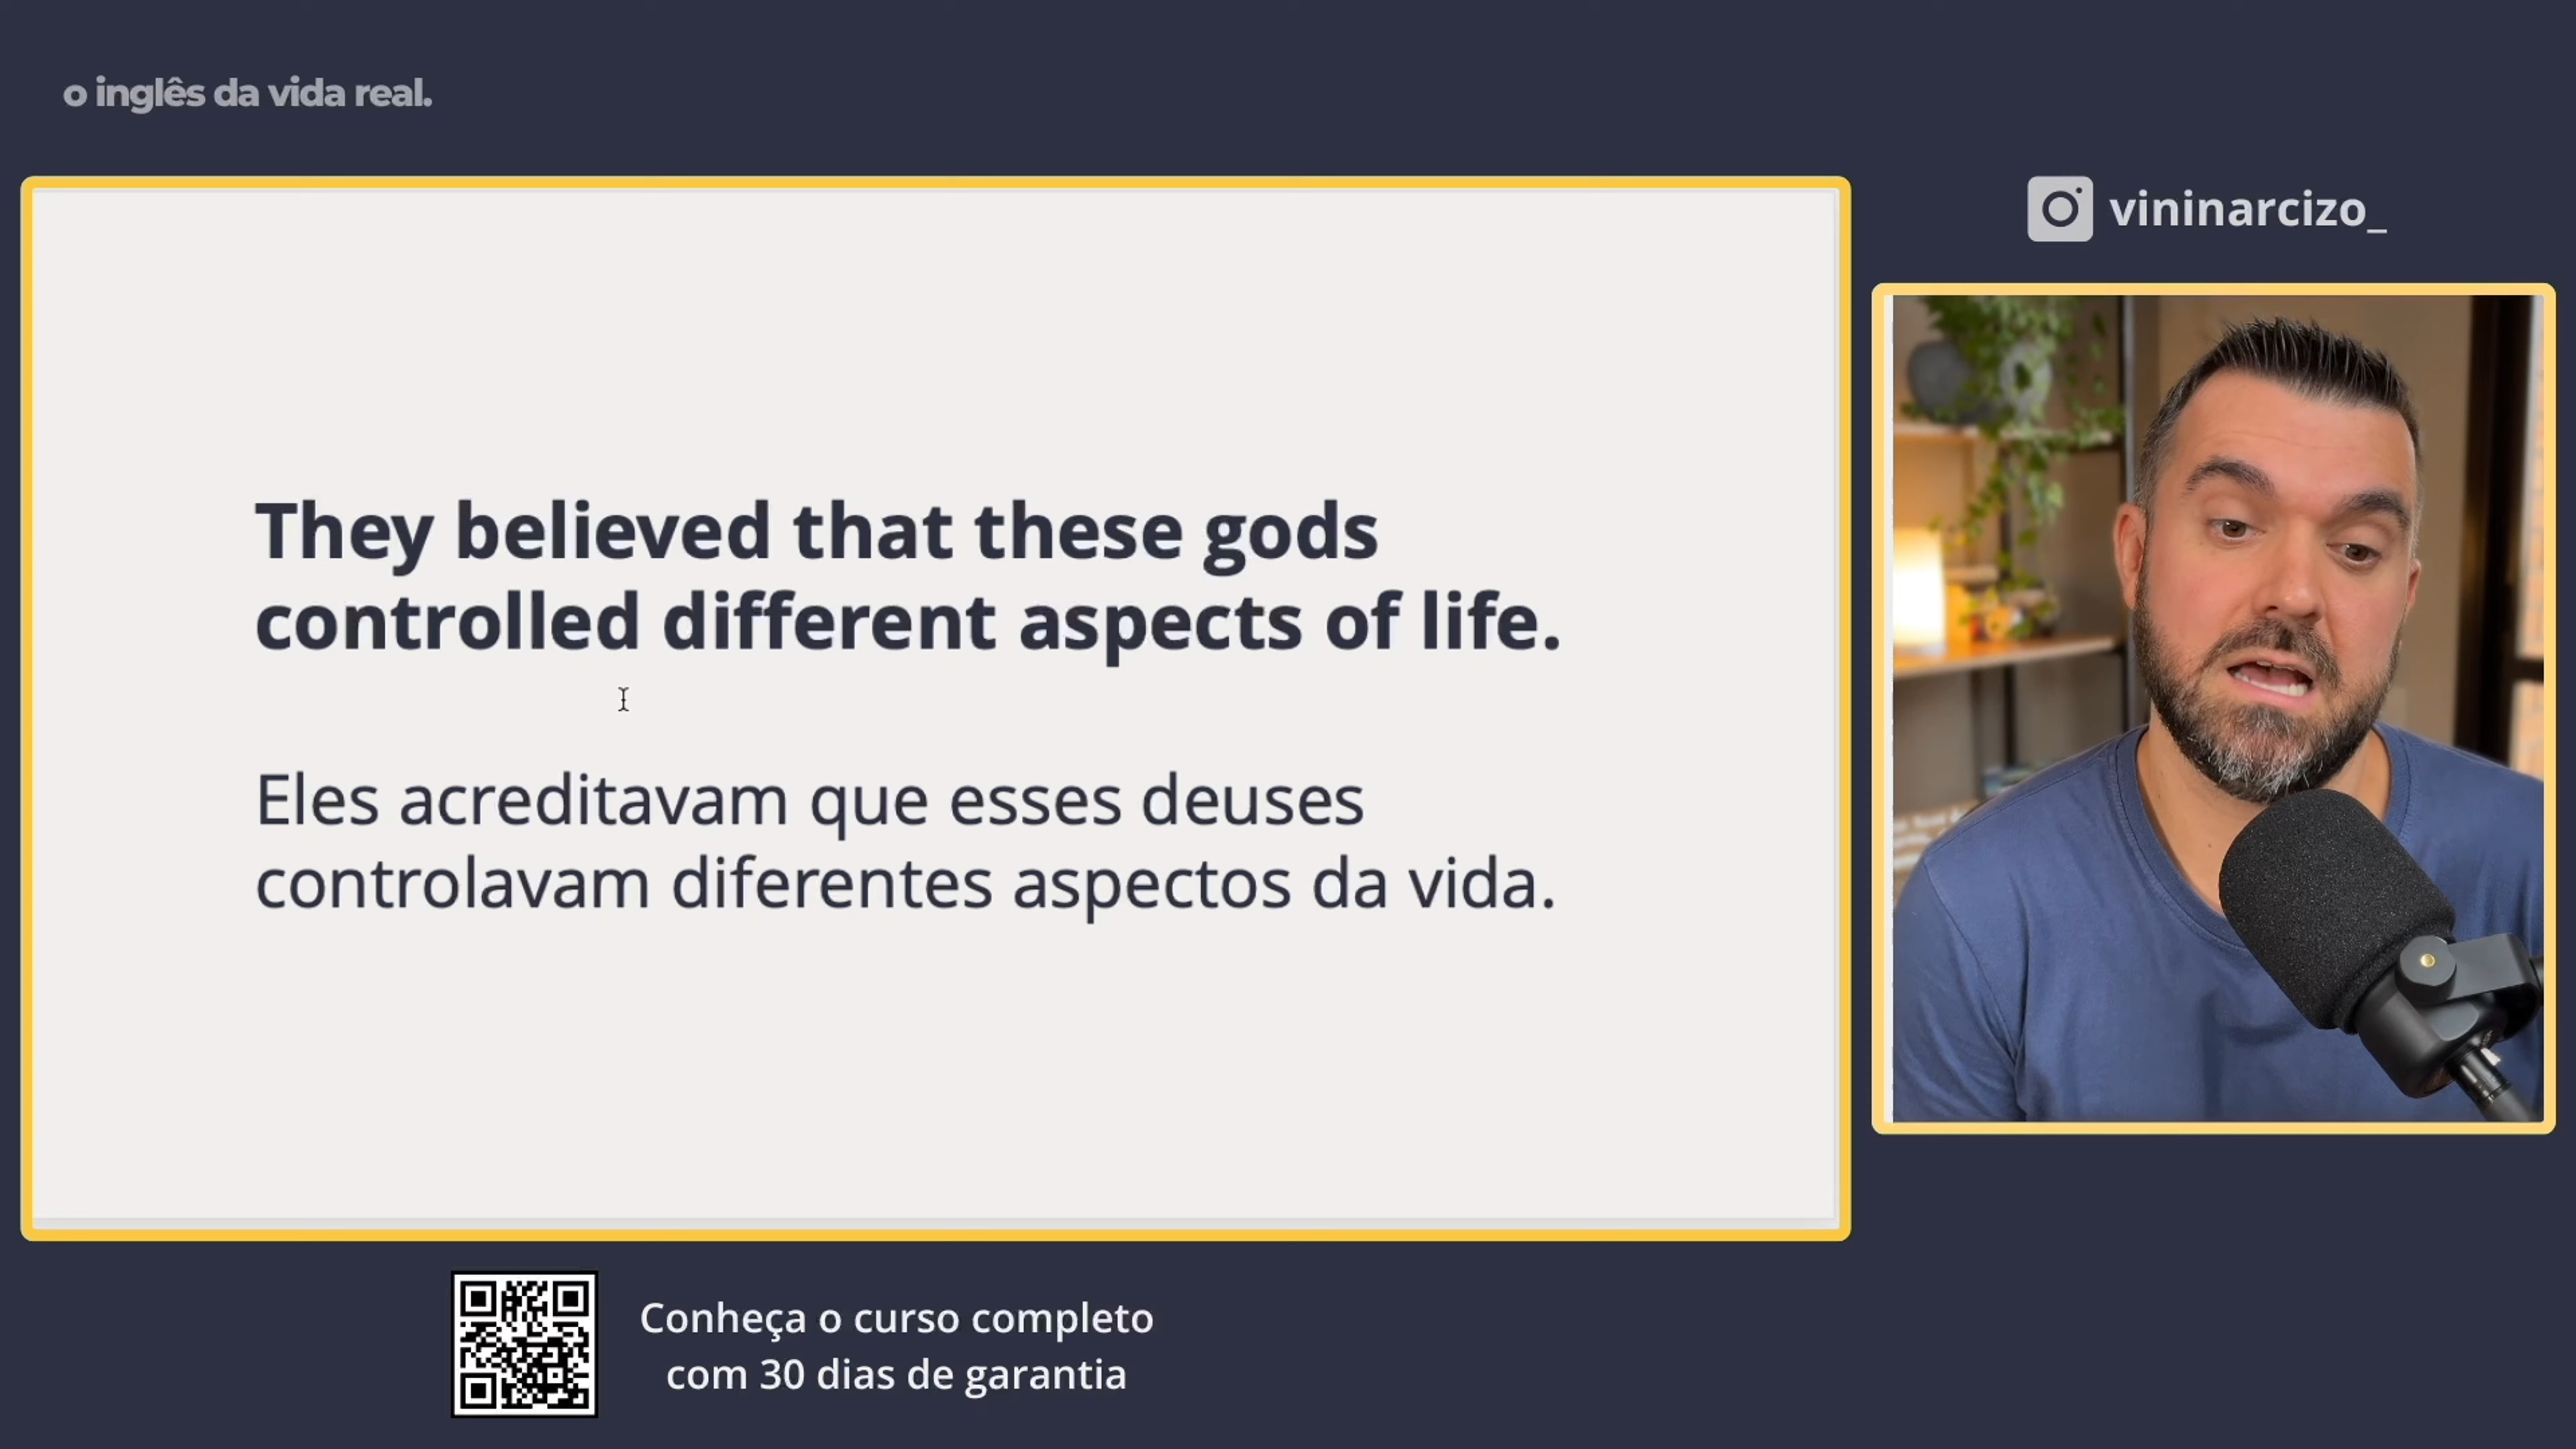 o inglês da vida real.
vininarcizo_
They believed that these gods
controlled different aspects of life.
Eles acreditavam que esses deuses
controlavam diferentes aspectos da vida.
Conheça o curso completo
com 30 dias de garantia